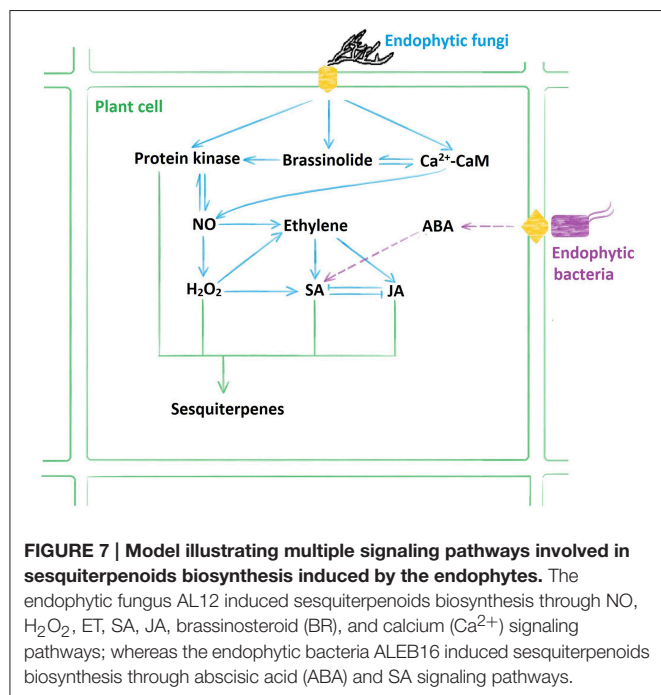 Endophytic fungi
Plant cell
Protein kinase
Brassinolide
Ca²⁺-CaM
NO
Ethylene
ABA
Endophytic
bacteria
H₂O₂
SA
JA
Sesquiterpenes
FIGURE 7 | Model illustrating multiple signaling pathways involved in
sesquiterpenoids biosynthesis induced by the endophytes. The
endophytic fungus AL12 induced sesquiterpenoids biosynthesis through NO,
H₂O₂, ET, SA, JA, brassinosteroid (BR), and calcium (Ca²⁺) signaling
pathways; whereas the endophytic bacteria ALEB16 induced sesquiterpenoids
biosynthesis through abscisic acid (ABA) and SA signaling pathways.